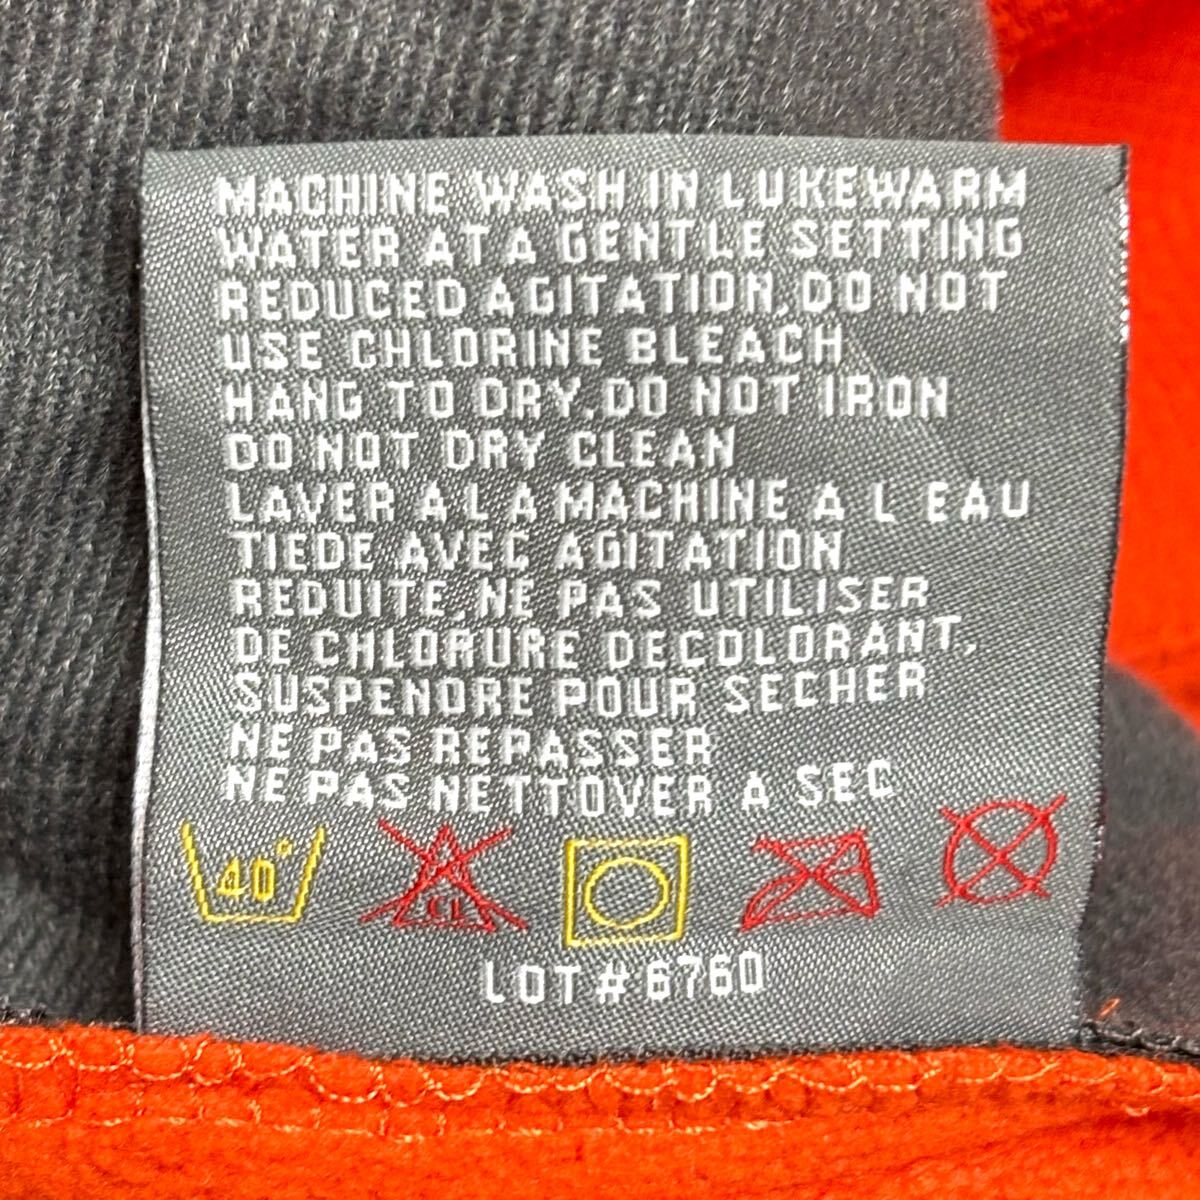 MACHINE WASH IN LUKEWARM
WATER AT A GENTLE SETTING
REDUCED AGITATION, DO NOT
USE CHLORINE BLEACH
HANG TO DRY, DO NOT IRON
DO NOT DRY CLEAN
LAVER A L A MACHINE A L EAU
TIEDE AVEC AGITATION
REDUITE, NE PAS UTILISER
DE CHLORURE DECOLORANT,
SUSPENDRE POUR SECHER
NE PAS REPASSER
NE PAS NETTOVER A SEC
40° CL
LOT#6760